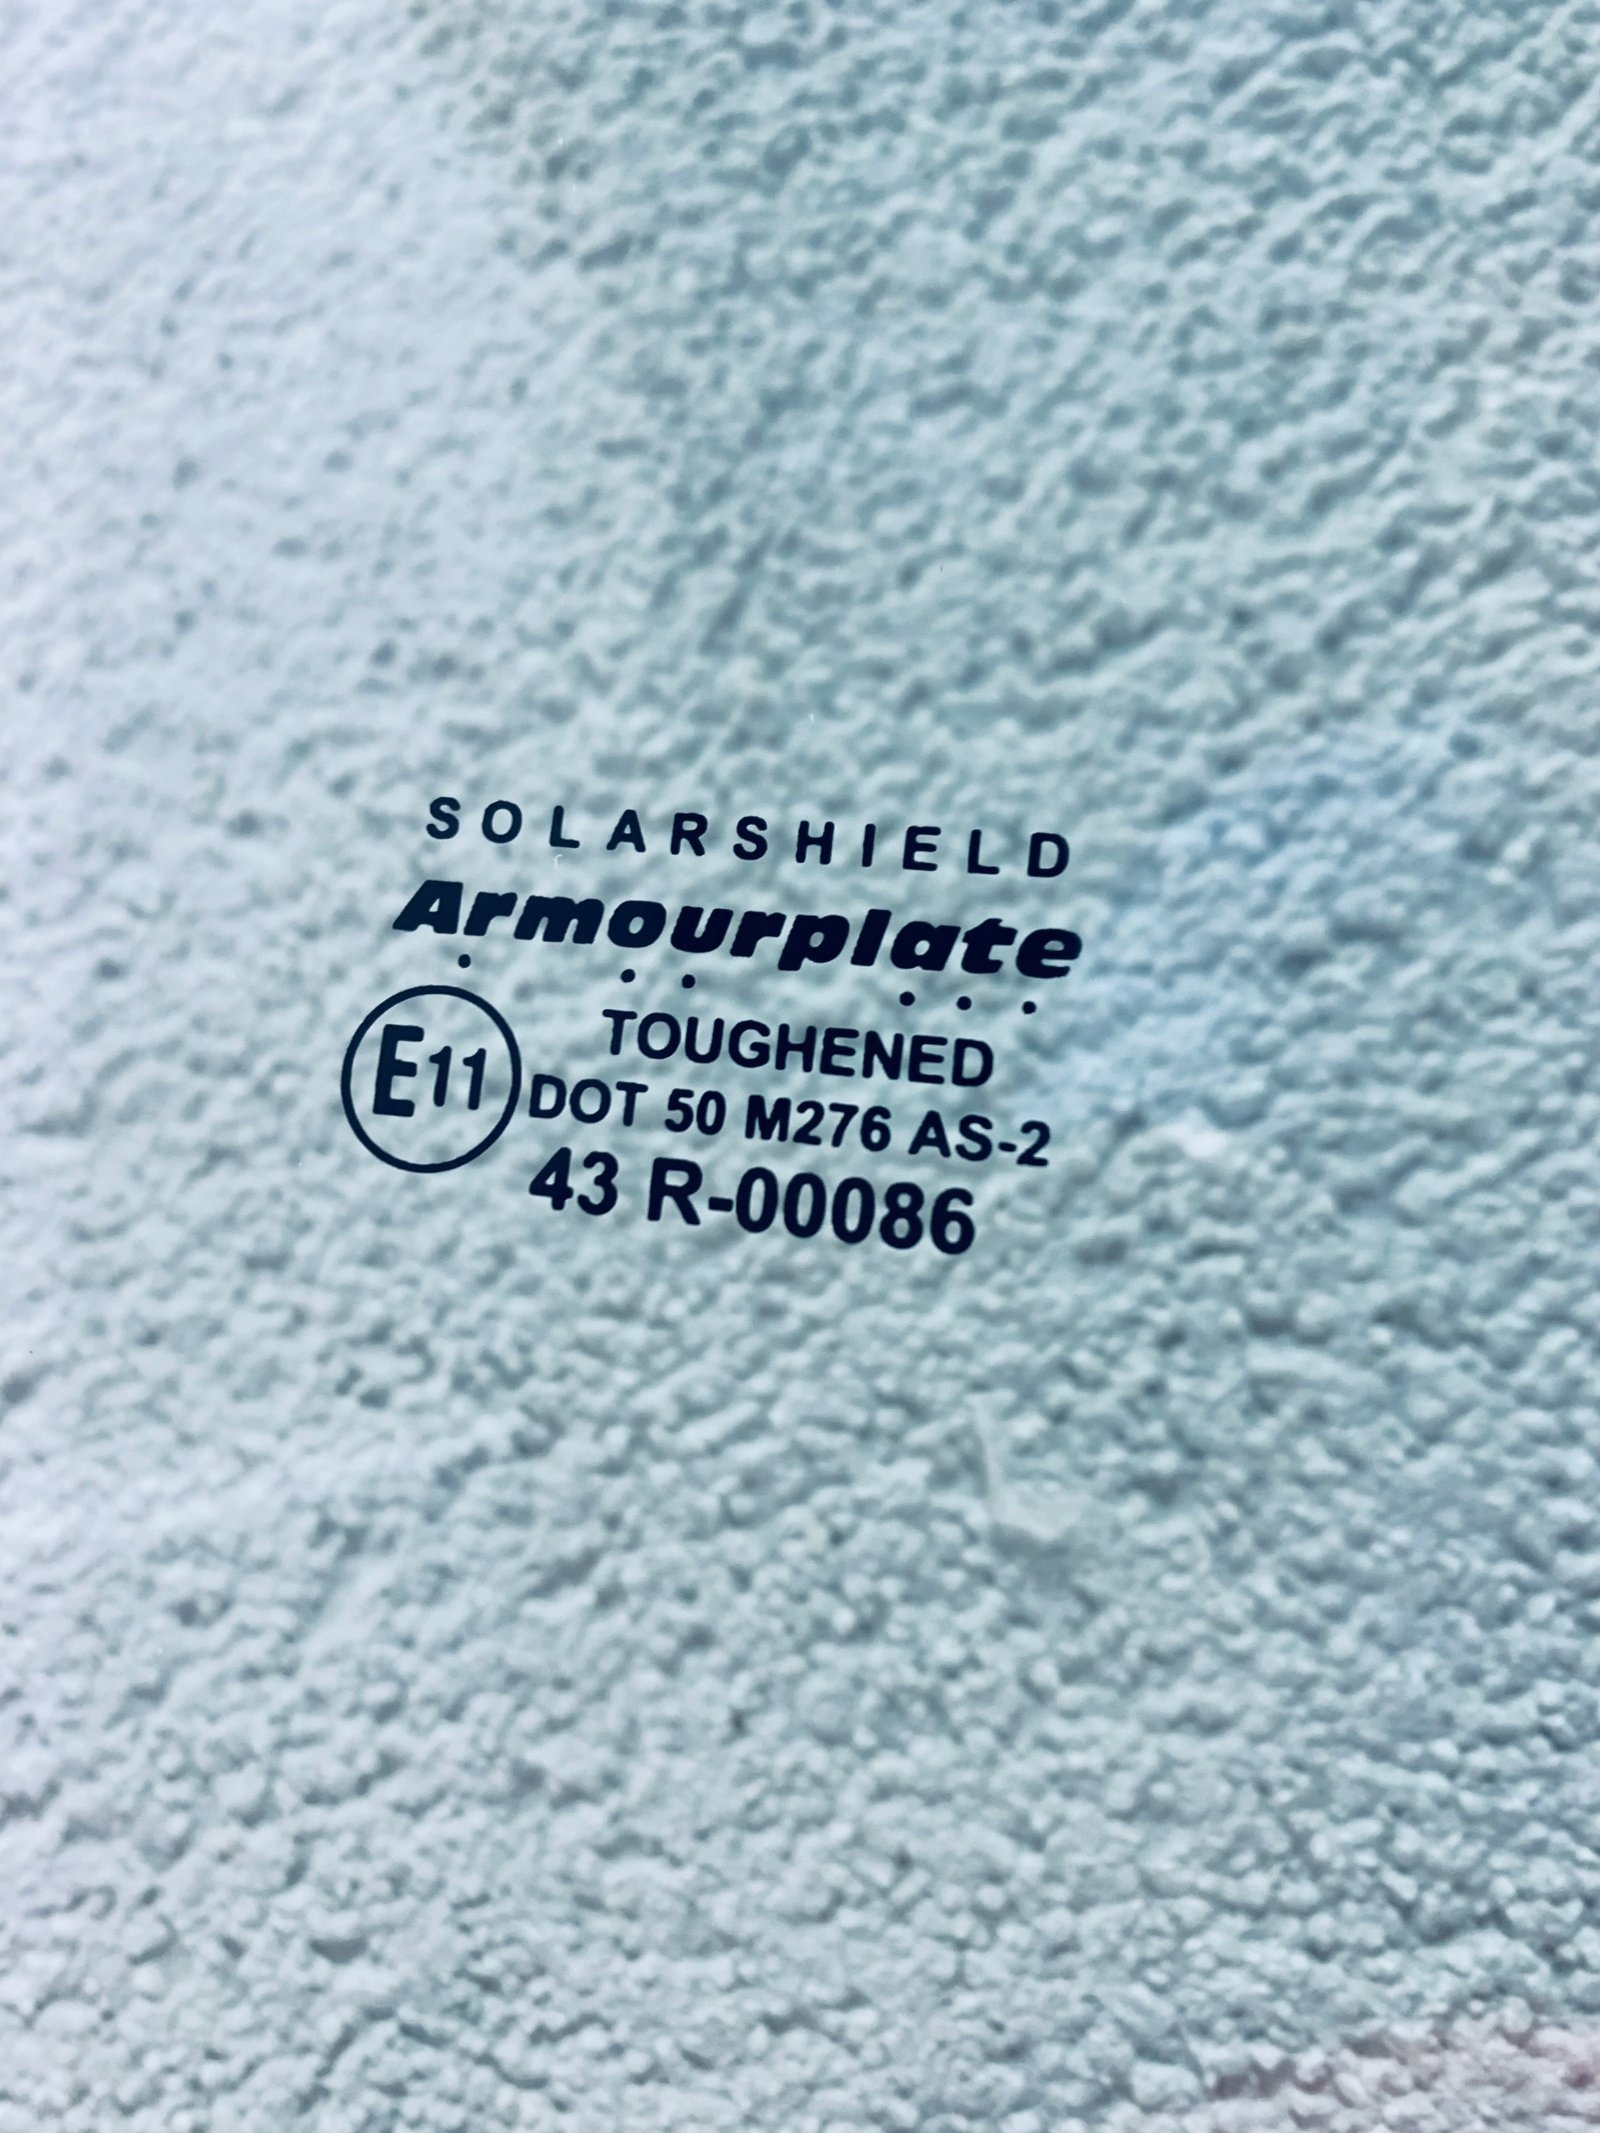 SOLARSHIELD
Armourplate
TOUGHENED
E11
DOT 50 M276 AS-2
43 R-00086